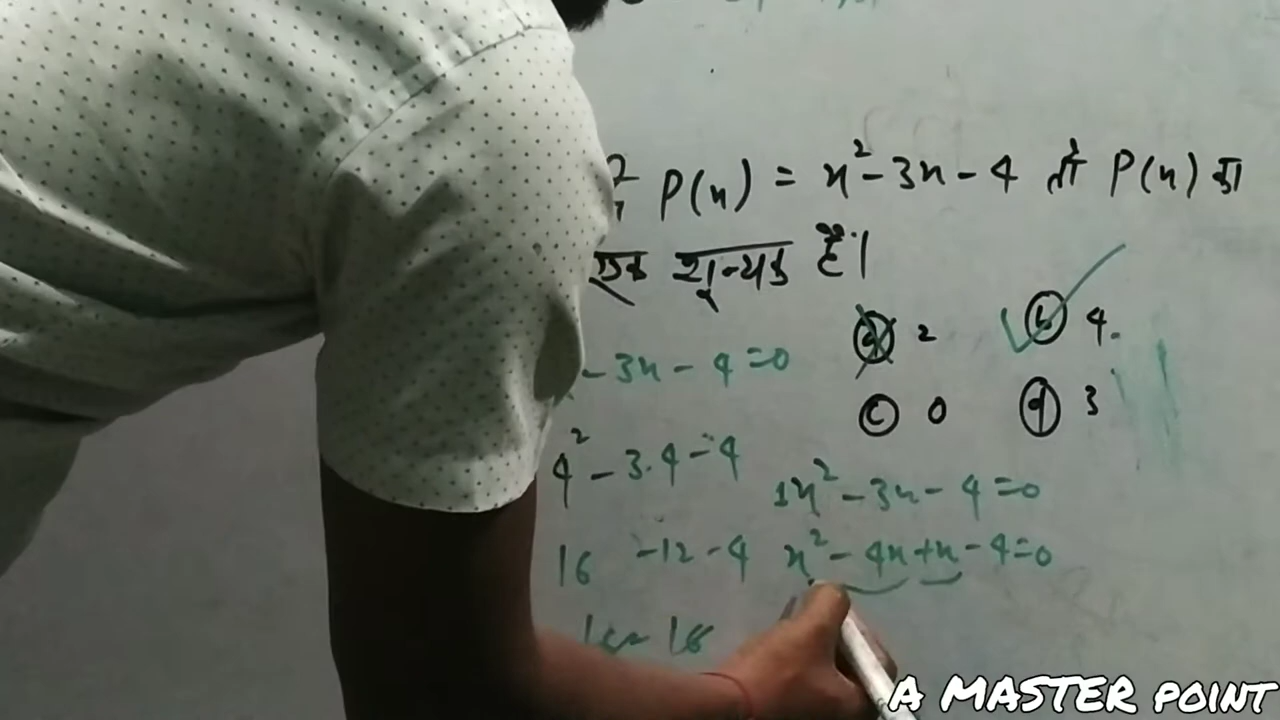 P(x) = x² - 3x - 4 तो P(x) का
एक शून्यक है।
ⓐ 2
ⓑ 4.
- 3x - 4 = 0
ⓒ 0
ⓓ 3
4² - 3.4 - 4
1x² - 3x - 4 = 0
16 - 12 - 4
x² - 4x + x - 4 = 0
16
A MASTER POINT